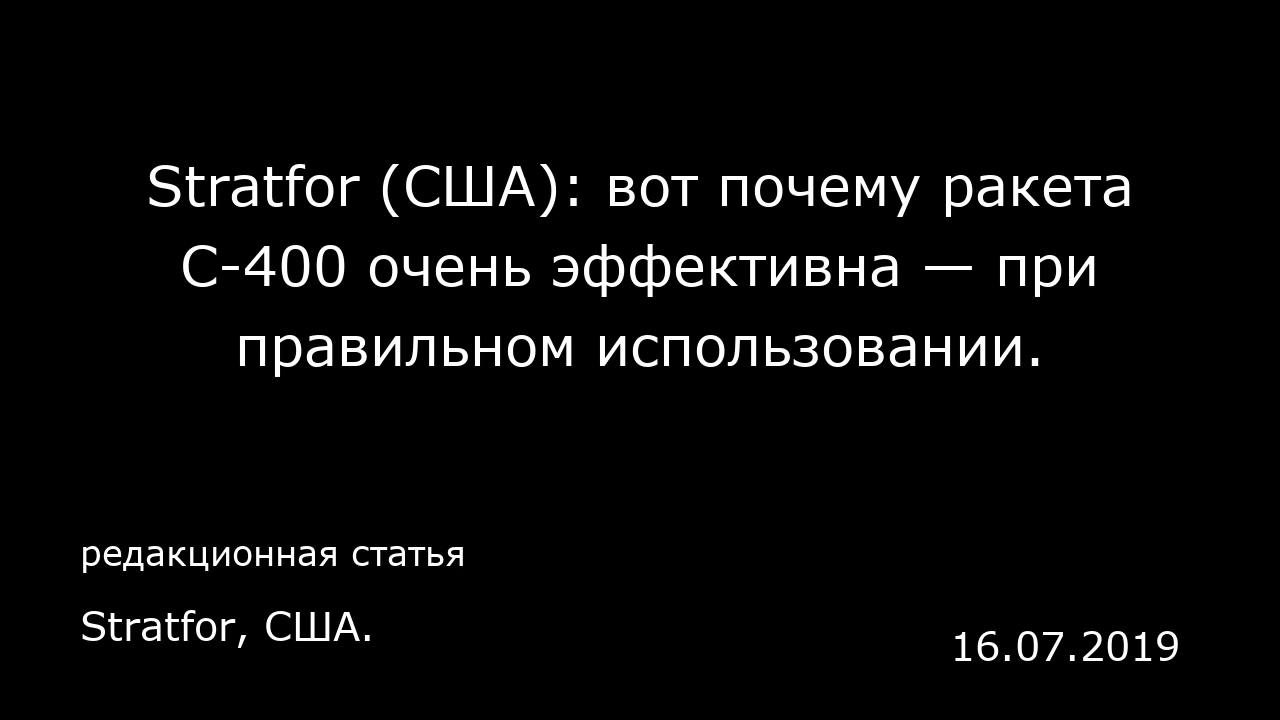 Stratfor (США): вот почему ракета
С-400 очень эффективна — при
правильном использовании.
редакционная статья
Stratfor, США.
16.07.2019